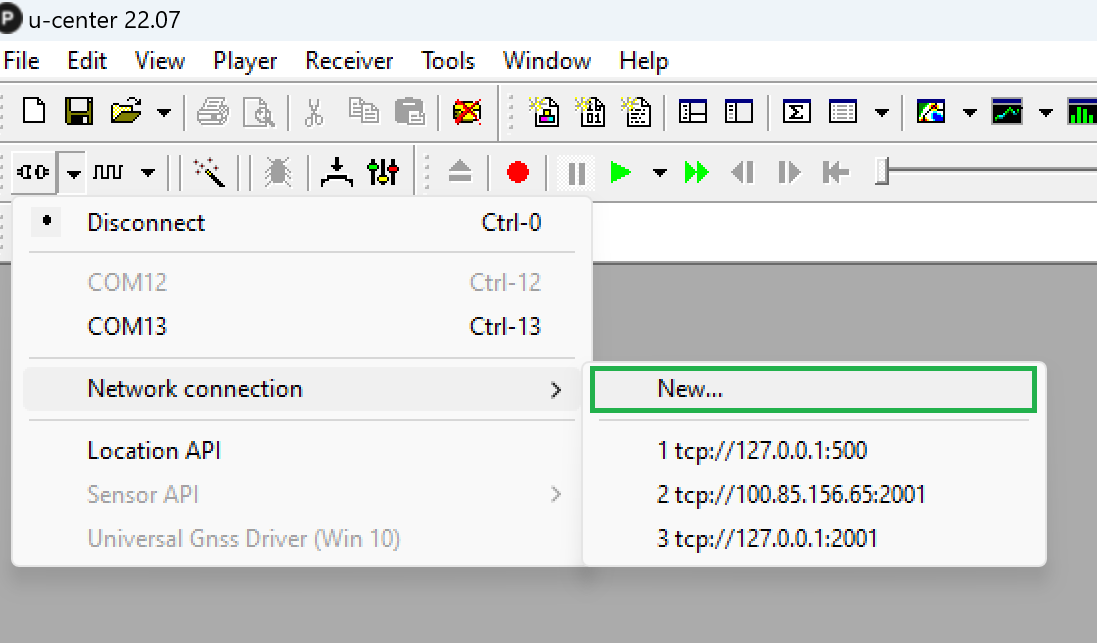 P u-center 22.07
File Edit View Player Receiver Tools Window Help
Disconnect Ctrl-0
COM12 Ctrl-12
COM13 Ctrl-13
Network connection
New...
Location API
1 tcp://127.0.0.1:500
Sensor API
2 tcp://100.85.156.65:2001
Universal Gnss Driver (Win 10)
3 tcp://127.0.0.1:2001